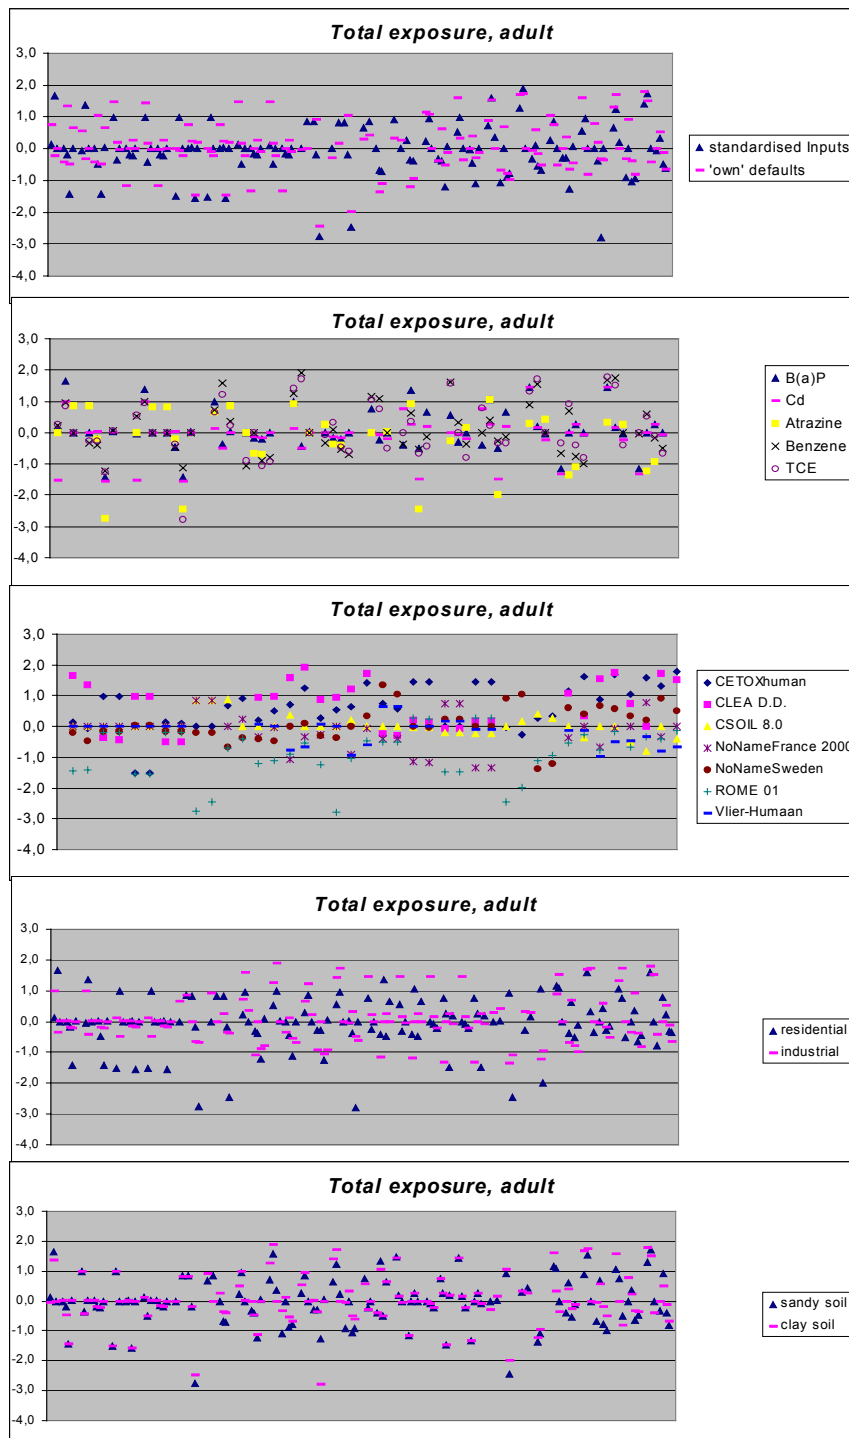 Total exposure, adult
3,0
2,0
1,0
0,0
-1,0
-2,0
-3,0
-4,0
standardised Inputs
'own' defaults
Total exposure, adult
3,0
2,0
1,0
0,0
-1,0
-2,0
-3,0
-4,0
B(a)P
Cd
Atrazine
Benzene
TCE
Total exposure, adult
3,0
2,0
1,0
0,0
-1,0
-2,0
-3,0
-4,0
CETOXhuman
CLEA D.D.
CSOIL 8.0
NoNameFrance 2000
NoNameSweden
ROME 01
Vlier-Humaan
Total exposure, adult
3,0
2,0
1,0
0,0
-1,0
-2,0
-3,0
-4,0
residential
industrial
Total exposure, adult
3,0
2,0
1,0
0,0
-1,0
-2,0
-3,0
-4,0
sandy soil
clay soil